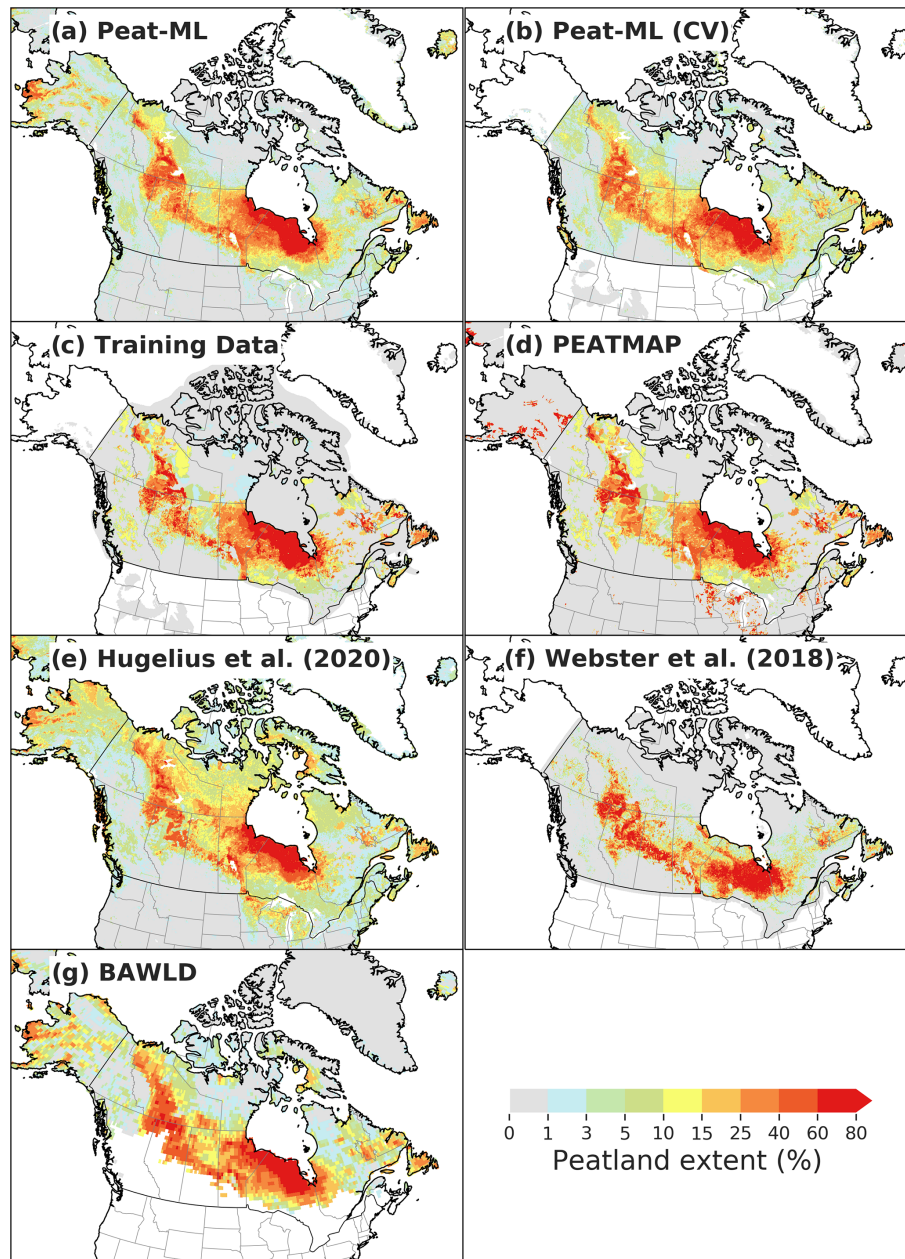 (a) Peat-ML
(b) Peat-ML (CV)
(c) Training Data
(d) PEATMAP
(e) Hugelius et al. (2020)
(f) Webster et al. (2018)
(g) BAWLD
0 1 3 5 10 15 25 40 60 80
Peatland extent (%)